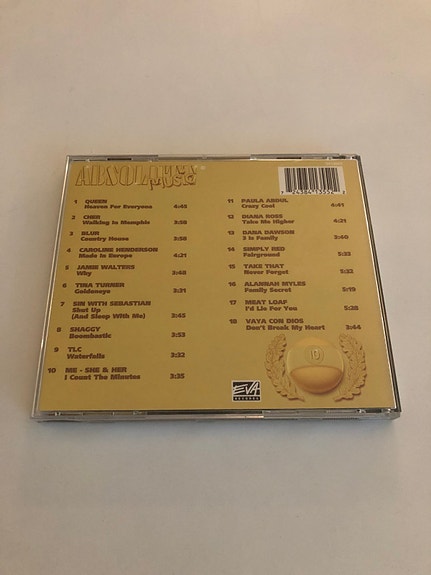 ABSOLUTE
MUSIC
1 QUEEN
Heaven For Everyone 4:45
2 CHER
Walking In Memphis 3:58
3 BLUR
Country House 3:58
4 CAROLINE HENDERSON
Made In Europe 4:21
5 JAMIE WALTERS
Why 3:48
6 TINA TURNER
Goldeneye 3:31
7 SIN WITH SEBASTIAN
Shut Up
(And Sleep With Me) 3:45
8 SHAGGY
Boombastic 3:53
9 TLC
Waterfalls 3:32
10 ME - SHE & HER
I Count The Minutes 3:25
11 PAULA ABDUL
Crazy Cool 4:41
12 DIANA ROSS
Take Me Higher 4:21
13 DANA DAWSON
3 Is Family 3:40
14 SIMPLY RED
Fairground 5:33
15 TAKE THAT
Never Forget 5:32
16 ALANNAH MYLES
Family Secret 5:19
17 MEAT LOAF
I'd Lie For You 5:28
18 VAYA CON DIOS
Don't Break My Heart 3:44
EVA
RECORDS